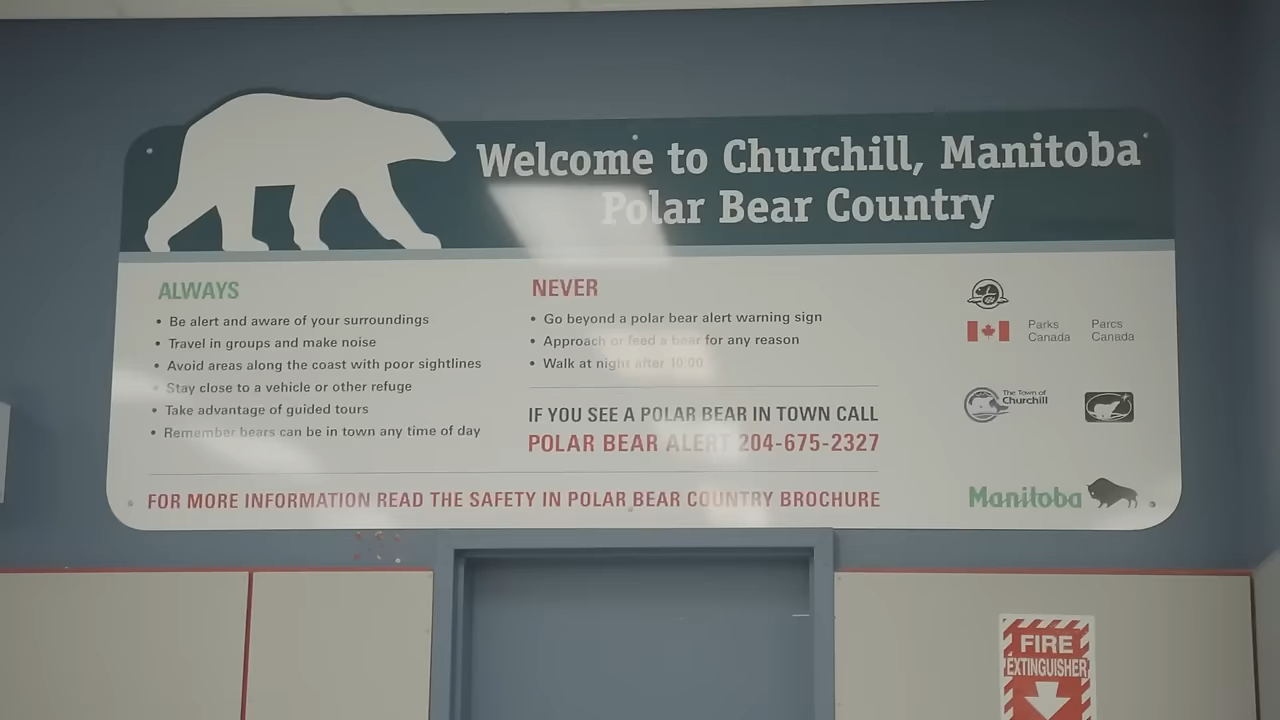 Welcome to Churchill, Manitoba
Polar Bear Country
ALWAYS
• Be alert and aware of your surroundings
• Travel in groups and make noise
• Avoid areas along the coast with poor sightlines
• Stay close to a vehicle or other refuge
• Take advantage of guided tours
• Remember bears can be in town any time of day
NEVER
• Go beyond a polar bear alert warning sign
• Approach or feed a bear for any reason
• Walk at night after 10:00
IF YOU SEE A POLAR BEAR IN TOWN CALL
POLAR BEAR ALERT 204-675-2327
FOR MORE INFORMATION READ THE SAFETY IN POLAR BEAR COUNTRY BROCHURE
Parks Canada
Parcs Canada
The Town of
Churchill
Manitoba
FIRE
EXTINGUISHER